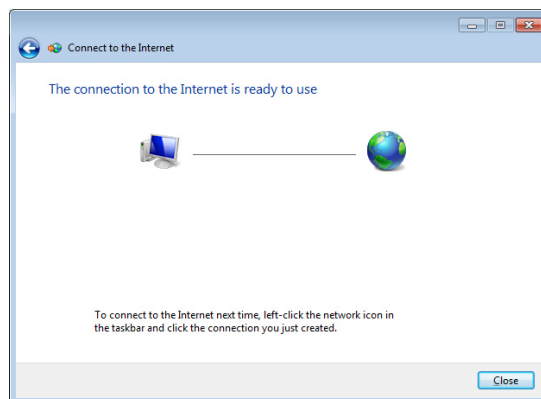 Connect to the Internet
The connection to the Internet is ready to use
To connect to the Internet next time, left-click the network icon in
the taskbar and click the connection you just created.
Close